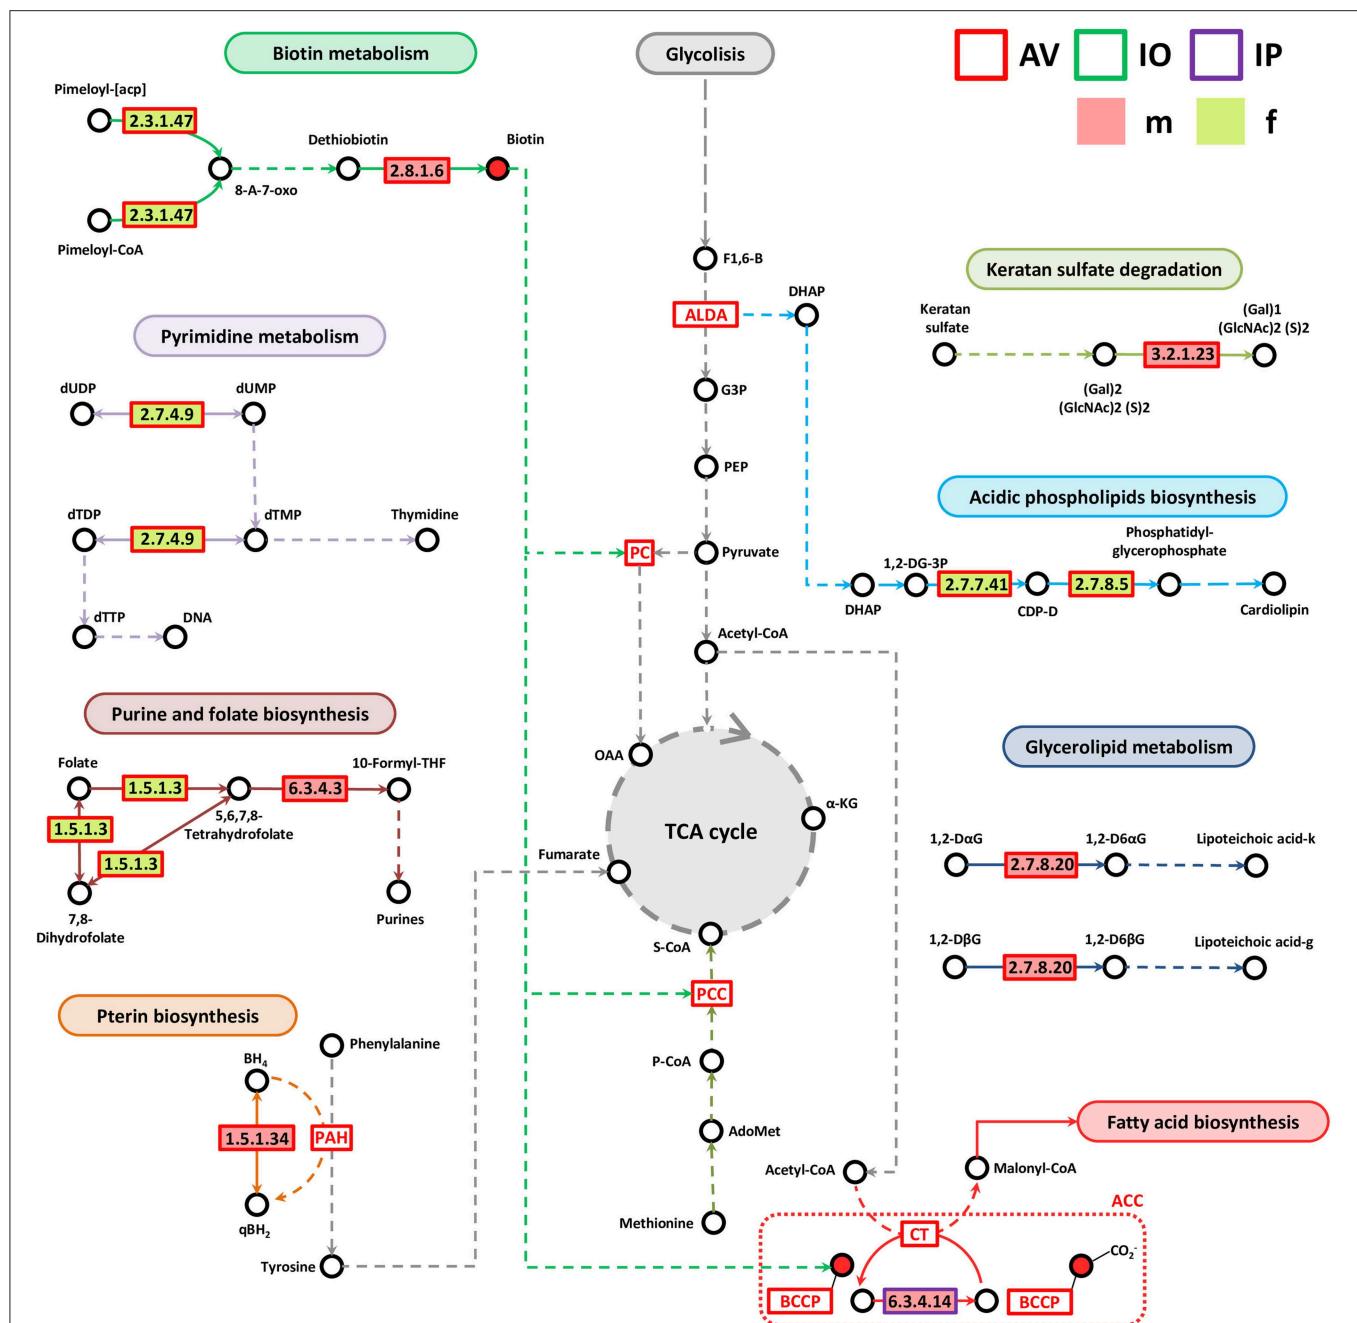 Biotin metabolism
Glycolisis
AV
IO
IP
m
f
Pimeloyl-[acp]
2.3.1.47
Dethiobiotin
Biotin
2.8.1.6
8-A-7-oxo
2.3.1.47
Pimeloyl-CoA
F1,6-B
DHAP
ALDA
Keratan sulfate degradation
Keratan
sulfate
(Gal)1
(GlcNAc)2 (S)2
3.2.1.23
(Gal)2
(GlcNAc)2 (S)2
Pyrimidine metabolism
dUDP
dUMP
2.7.4.9
G3P
PEP
dTDP
2.7.4.9
dTMP
Thymidine
PC
Pyruvate
dTTP
DNA
Acetyl-CoA
Acidic phospholipids biosynthesis
Phosphatidyl-
glycerophosphate
1,2-DG-3P
2.7.7.41
2.7.8.5
DHAP
CDP-D
Cardiolipin
Purine and folate biosynthesis
Folate
10-Formyl-THF
1.5.1.3
6.3.4.3
5,6,7,8-
Tetrahydrofolate
1.5.1.3
1.5.1.3
7,8-
Dihydrofolate
Purines
OAA
α-KG
TCA cycle
Fumarate
S-CoA
Glycerolipid metabolism
1,2-DαG
1,2-D6αG
Lipoteichoic acid-k
2.7.8.20
1,2-DβG
1,2-D6βG
Lipoteichoic acid-g
2.7.8.20
PCC
Pterin biosynthesis
Phenylalanine
BH4
1.5.1.34
PAH
qBH2
Tyrosine
P-CoA
AdoMet
Methionine
Fatty acid biosynthesis
Acetyl-CoA
Malonyl-CoA
ACC
CT
CO2-
BCCP
6.3.4.14
BCCP